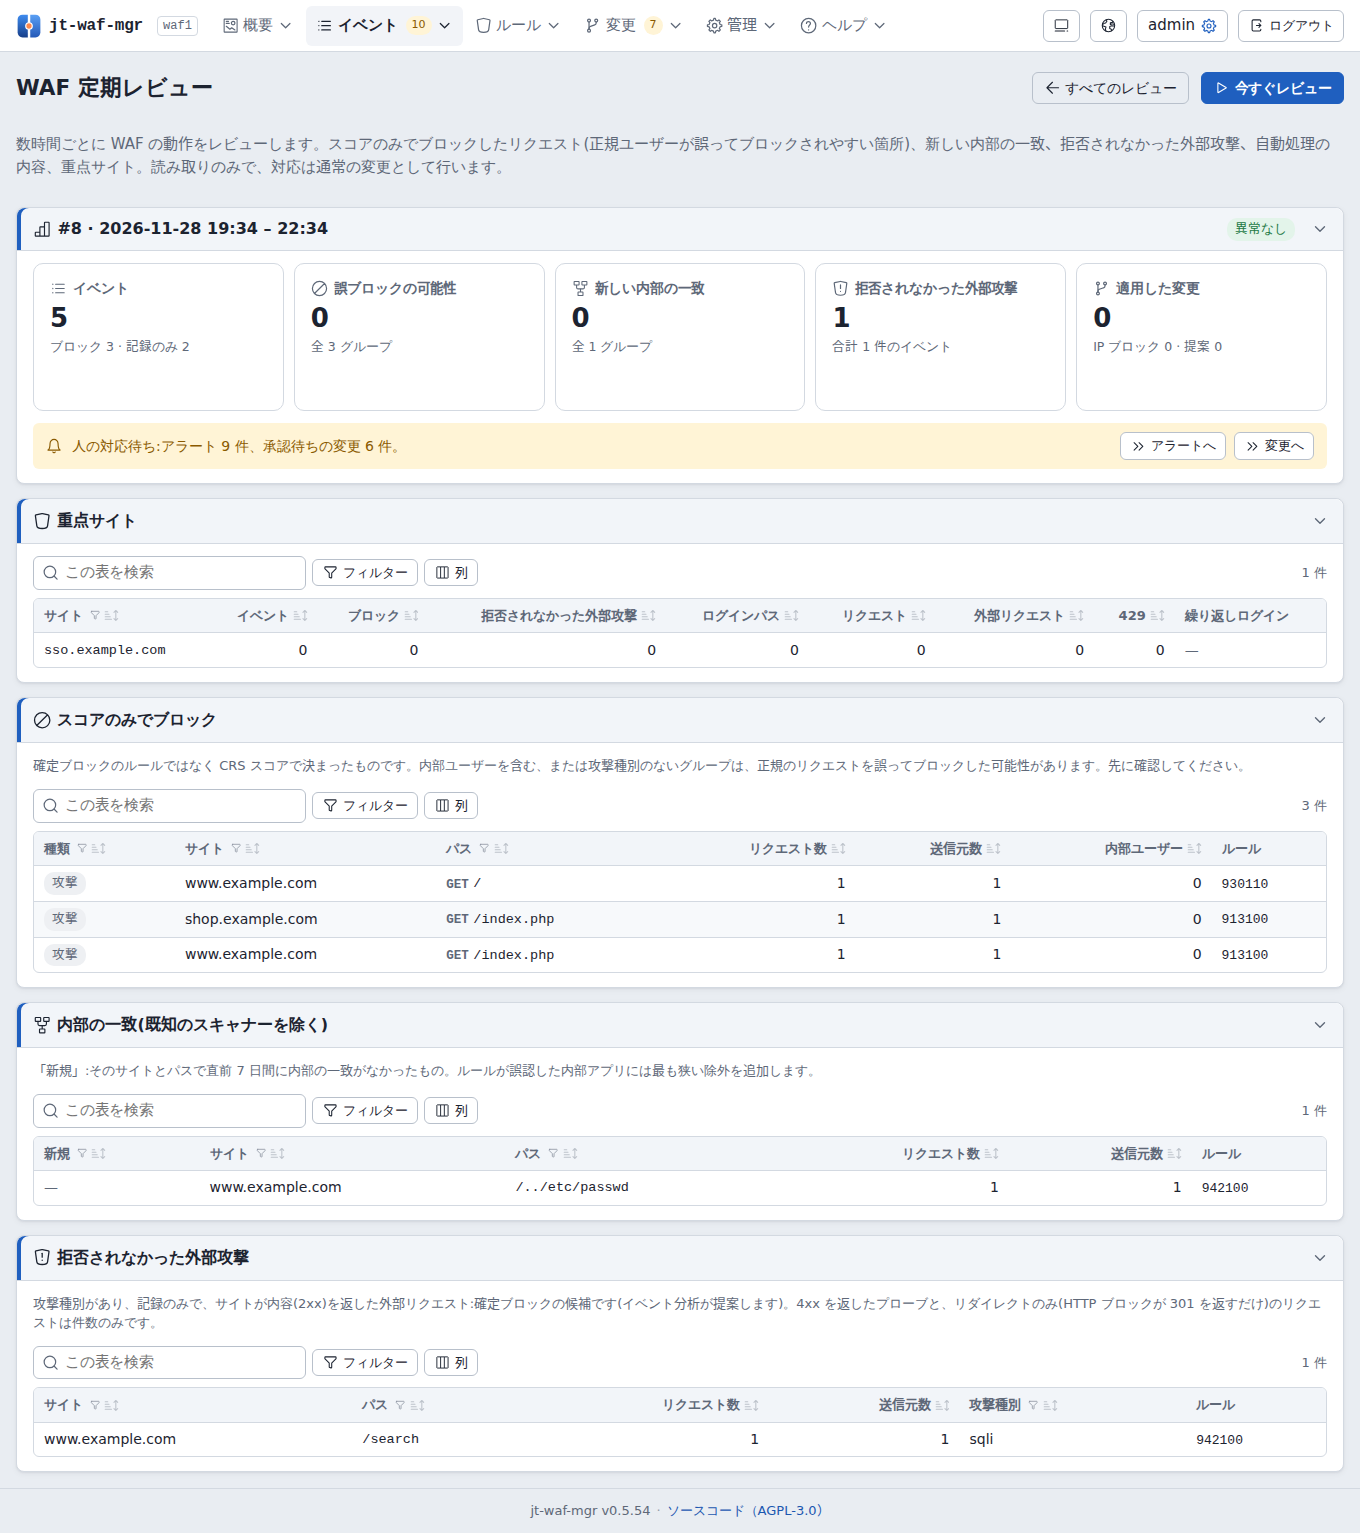 jt-waf-mgr waf1 概要 イベント 10 ルール 変更 7 管理 ヘルプ admin ログアウト
WAF 定期レビュー
すべてのレビュー 今すぐレビュー
数時間ごとに WAF の動作をレビューします。スコアのみでブロックしたリクエスト(正規ユーザーが誤ってブロックされやすい箇所)、新しい内部の一致、拒否されなかった外部攻撃、自動処理の
内容、重点サイト。読み取りのみで、対応は通常の変更として行います。
#8 · 2026-11-28 19:34 – 22:34 異常なし
イベント 誤ブロックの可能性 新しい内部の一致 拒否されなかった外部攻撃 適用した変更
5 0 0 1 0
ブロック 3 · 記録のみ 2 全 3 グループ 全 1 グループ 合計 1 件のイベント IP ブロック 0 · 提案 0
人の対応待ち:アラート 9 件、承認待ちの変更 6 件。 アラートへ 変更へ
重点サイト
この表を検索 フィルター 列 1 件
サイト イベント ブロック 拒否されなかった外部攻撃 ログインパス リクエスト 外部リクエスト 429 繰り返しログイン
sso.example.com 0 0 0 0 0 0 0 —
スコアのみでブロック
確定ブロックのルールではなく CRS スコアで決まったものです。内部ユーザーを含む、または攻撃種別のないグループは、正規のリクエストを誤ってブロックした可能性があります。先に確認してください。
この表を検索 フィルター 列 3 件
種類 サイト パス リクエスト数 送信元数 内部ユーザー ルール
攻撃 www.example.com GET / 1 1 0 930110
攻撃 shop.example.com GET /index.php 1 1 0 913100
攻撃 www.example.com GET /index.php 1 1 0 913100
内部の一致(既知のスキャナーを除く)
「新規」:そのサイトとパスで直前 7 日間に内部の一致がなかったもの。ルールが誤認した内部アプリには最も狭い除外を追加します。
この表を検索 フィルター 列 1 件
新規 サイト パス リクエスト数 送信元数 ルール
— www.example.com /../etc/passwd 1 1 942100
拒否されなかった外部攻撃
攻撃種別があり、記録のみで、サイトが内容(2xx)を返した外部リクエスト:確定ブロックの候補です(イベント分析が提案します)。4xx を返したプローブと、リダイレクトのみ(HTTP ブロックが 301 を返すだけ)のリクエ
ストは件数のみです。
この表を検索 フィルター 列 1 件
サイト パス リクエスト数 送信元数 攻撃種別 ルール
www.example.com /search 1 1 sqli 942100
jt-waf-mgr v0.5.54 · ソースコード（AGPL-3.0）